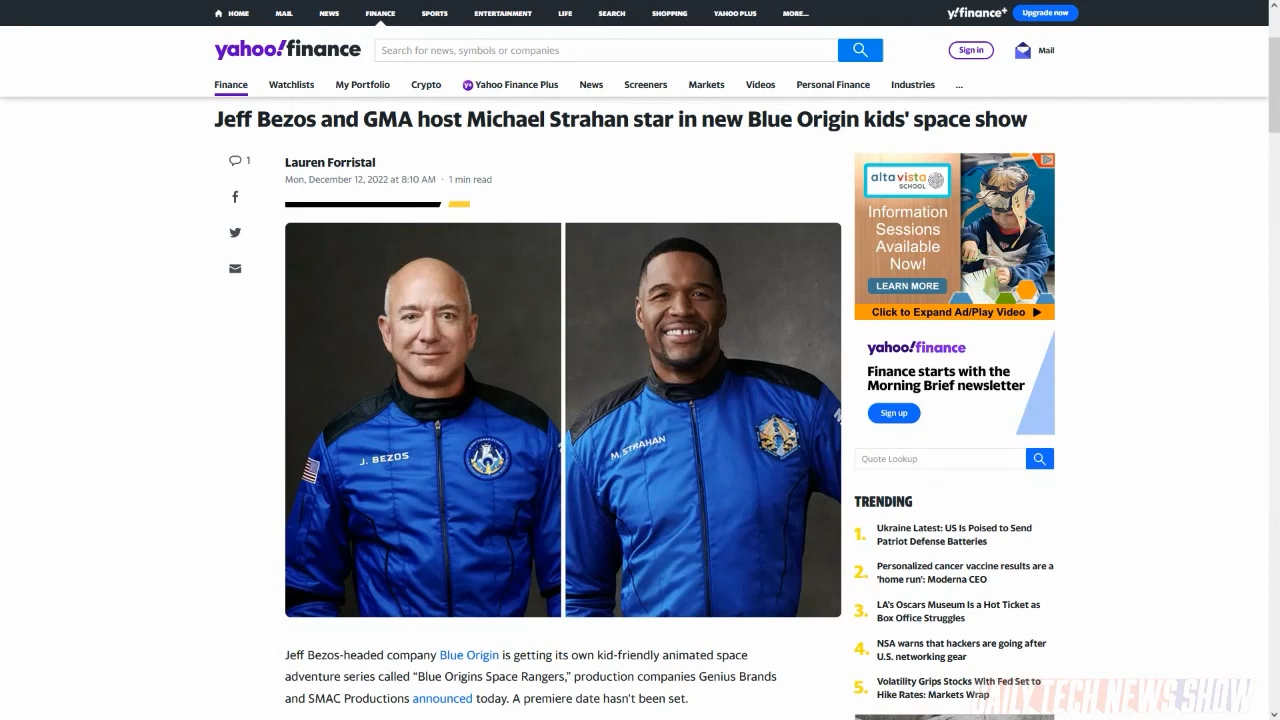 HOME MAIL NEWS FINANCE SPORTS ENTERTAINMENT LIFE SEARCH SHOPPING YAHOO PLUS MORE...
y!finance+ Upgrade now
yahoo!finance
Search for news, symbols or companies
Sign in
Mail
Finance Watchlists My Portfolio Crypto Yahoo Finance Plus News Screeners Markets Videos Personal Finance Industries ...
Jeff Bezos and GMA host Michael Strahan star in new Blue Origin kids' space show
1
Lauren Forristal
Mon, December 12, 2022 at 8:10 AM · 1 min read
J. BEZOS
M.STRAHAN
Jeff Bezos-headed company Blue Origin is getting its own kid-friendly animated space
adventure series called “Blue Origins Space Rangers,” production companies Genius Brands
and SMAC Productions announced today. A premiere date hasn't been set.
alta vista
SCHOOL
Information
Sessions
Available
Now!
LEARN MORE
Click to Expand Ad/Play Video
yahoo!finance
Finance starts with the
Morning Brief newsletter
Sign up
Quote Lookup
TRENDING
1. Ukraine Latest: US Is Poised to Send
Patriot Defense Batteries
2. Personalized cancer vaccine results are a
'home run': Moderna CEO
3. LA's Oscars Museum Is a Hot Ticket as
Box Office Struggles
4. NSA warns that hackers are going after
U.S. networking gear
5. Volatility Grips Stocks With Fed Set to
Hike Rates: Markets Wrap
DAILY TECH NEWS SHOW